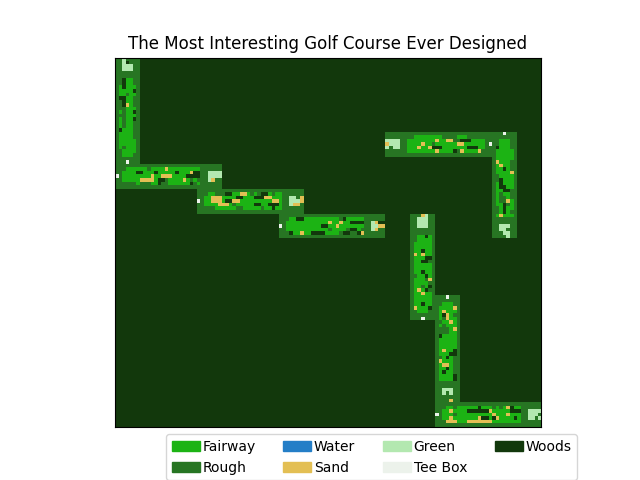 The Most Interesting Golf Course Ever Designed
Fairway Water Green Woods
Rough Sand Tee Box